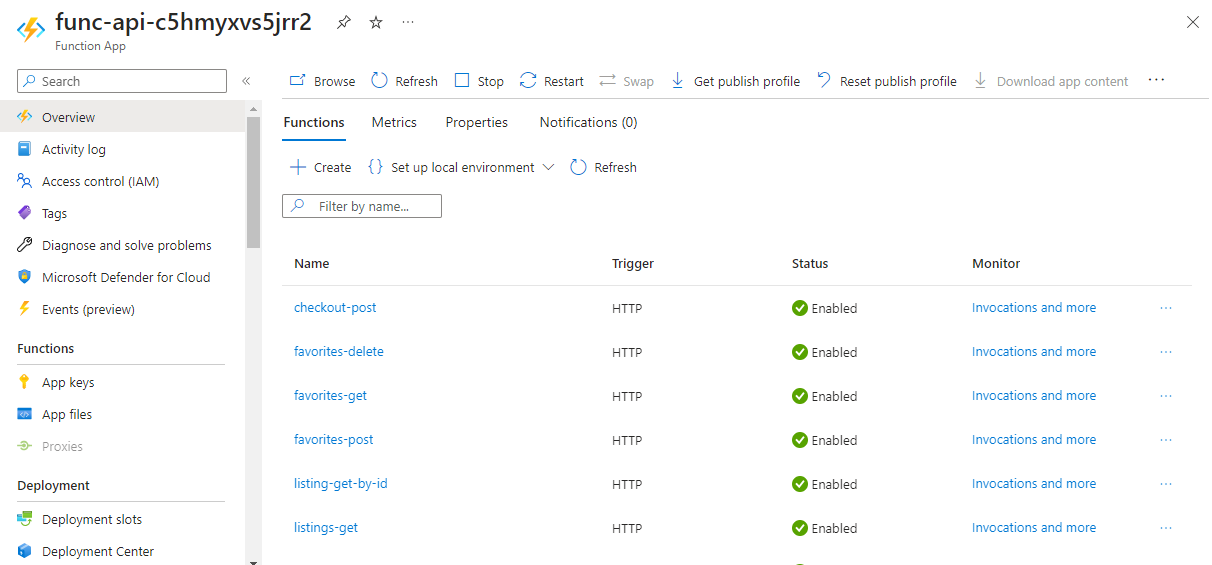 func-api-c5hmyxvs5jrr2
Function App
Search
Overview
Activity log
Access control (IAM)
Tags
Diagnose and solve problems
Microsoft Defender for Cloud
Events (preview)
Functions
App keys
App files
Proxies
Deployment
Deployment slots
Deployment Center
Browse Refresh Stop Restart Swap Get publish profile Reset publish profile Download app content
Functions Metrics Properties Notifications (0)
Create {} Set up local environment Refresh
Filter by name...
Name Trigger Status Monitor
checkout-post HTTP Enabled Invocations and more
favorites-delete HTTP Enabled Invocations and more
favorites-get HTTP Enabled Invocations and more
favorites-post HTTP Enabled Invocations and more
listing-get-by-id HTTP Enabled Invocations and more
listings-get HTTP Enabled Invocations and more